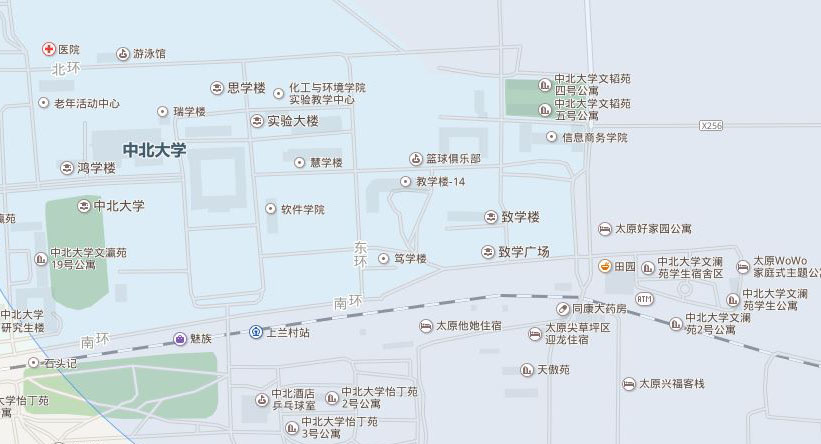 医院
游泳馆
北环
思学楼
化工与环境学院
实验教学中心
中北大学文韬苑
四号公寓
老年活动中心
瑞学楼
中北大学文韬苑
五号公寓
实验大楼
X256
信息商务学院
中北大学
慧学楼
篮球俱乐部
鸿学楼
教学楼-14
中北大学
软件学院
致学楼
瀛苑
太原好家园公寓
中北大学文瀛苑
19号公寓
东环
笃学楼
致学广场
田园
中北大学文澜
苑学生宿舍区
太原WoWo
家庭式主题公
ATM
中北大学文澜
苑学生公寓
南环
同康大药房
中北大学
研究生楼
南环
魅族
上兰村站
太原他她住宿
太原尖草坪区
迎龙住宿
中北大学文澜
苑2号公寓
石头记
天傲苑
太原兴福客栈
大学怡丁苑
公寓
中北酒店
乒乓球室
中北大学怡丁苑
2号公寓
中北大学怡丁苑
3号公寓